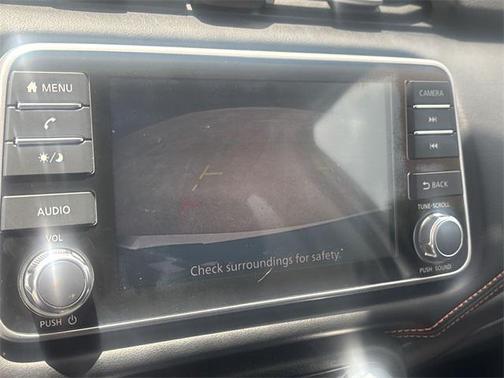 MENU
CAMERA
BACK
AUDIO
TUNE·SCROLL
VOL
Check surroundings for safety.
PUSH
PUSH SOUND